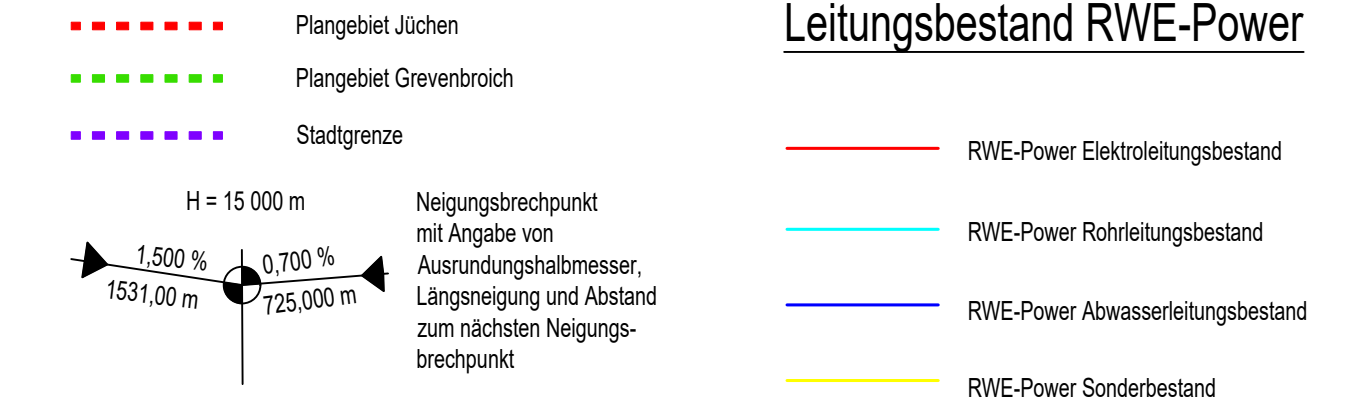 Plangebiet Jüchen
Plangebiet Grevenbroich
Stadtgrenze
H = 15 000 m
1,500 %
0,700 %
1531,00 m
725,000 m
Neigungsbrechpunkt
mit Angabe von
Ausrundungshalbmesser,
Längsneigung und Abstand
zum nächsten Neigungs-
brechpunkt
Leitungsbestand RWE-Power
RWE-Power Elektroleitungsbestand
RWE-Power Rohrleitungsbestand
RWE-Power Abwasserleitungsbestand
RWE-Power Sonderbestand